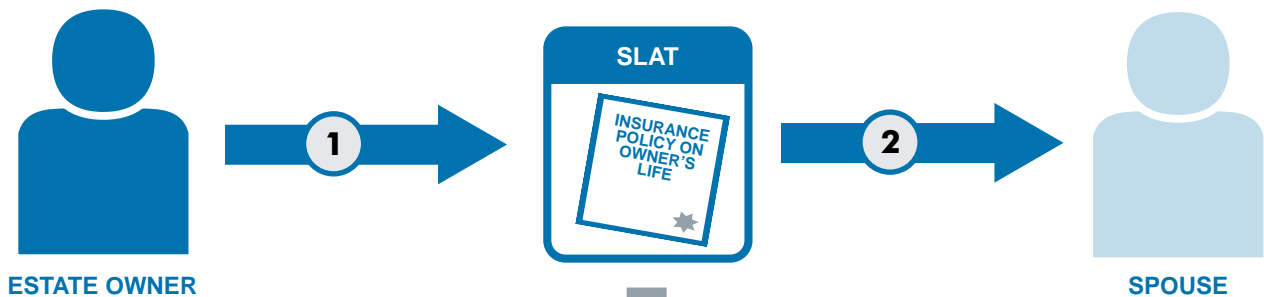 SLAT
INSURANCE
POLICY ON
OWNER'S
LIFE
1
2
ESTATE OWNER
SPOUSE